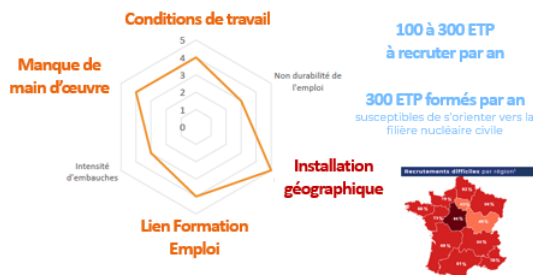 Conditions de travail
Manque de
main d'œuvre
5
4
3
2
1
0
Non durabilité de
l'emploi
Intensité
d'embauches
Installation
géographique
Lien Formation
Emploi
100 à 300 ETP
à recruter par an
300 ETP formés par an
susceptibles de s'orienter vers la
filière nucléaire civile
Recrutements difficiles par région